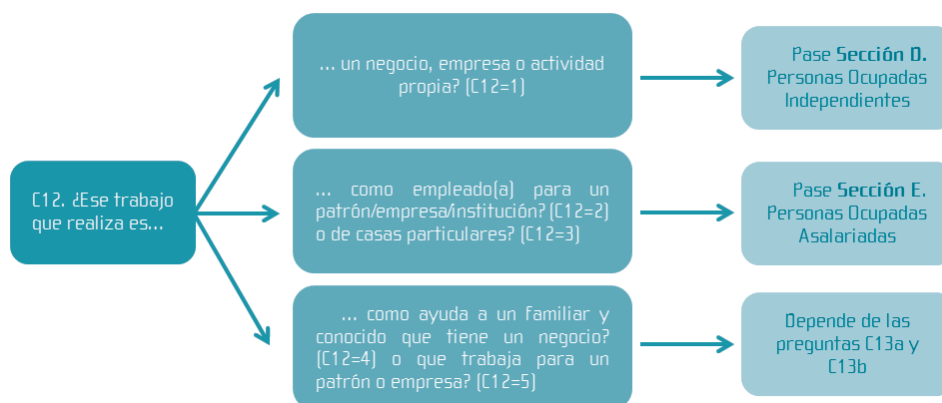 C12. ¿Ese trabajo
que realiza es...
... un negocio, empresa o actividad
propia? (C12=1)
Pase Sección D.
Personas Ocupadas
Independientes
... como empleado(a) para un
patrón/empresa/institución? (C12=2)
o de casas particulares? (C12=3)
Pase Sección E.
Personas Ocupadas
Asalariadas
... como ayuda a un familiar y
conocido que tiene un negocio?
(C12=4) o que trabaja para un
patrón o empresa? (C12=5)
Depende de las
preguntas C13a y
C13b